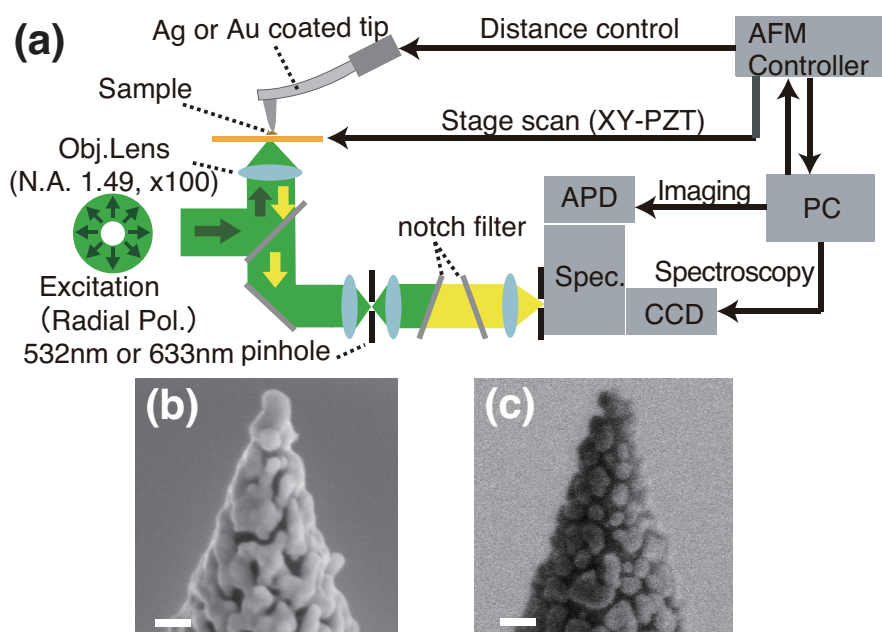 (a)
Ag or Au coated tip
Distance control
AFM
Controller
Sample
Stage scan (XY-PZT)
Obj.Lens
(N.A. 1.49, x100)
APD
Imaging
PC
notch filter
Spec.
Spectroscopy
CCD
Excitation
(Radial Pol.)
532nm or 633nm
pinhole
(b)
(c)